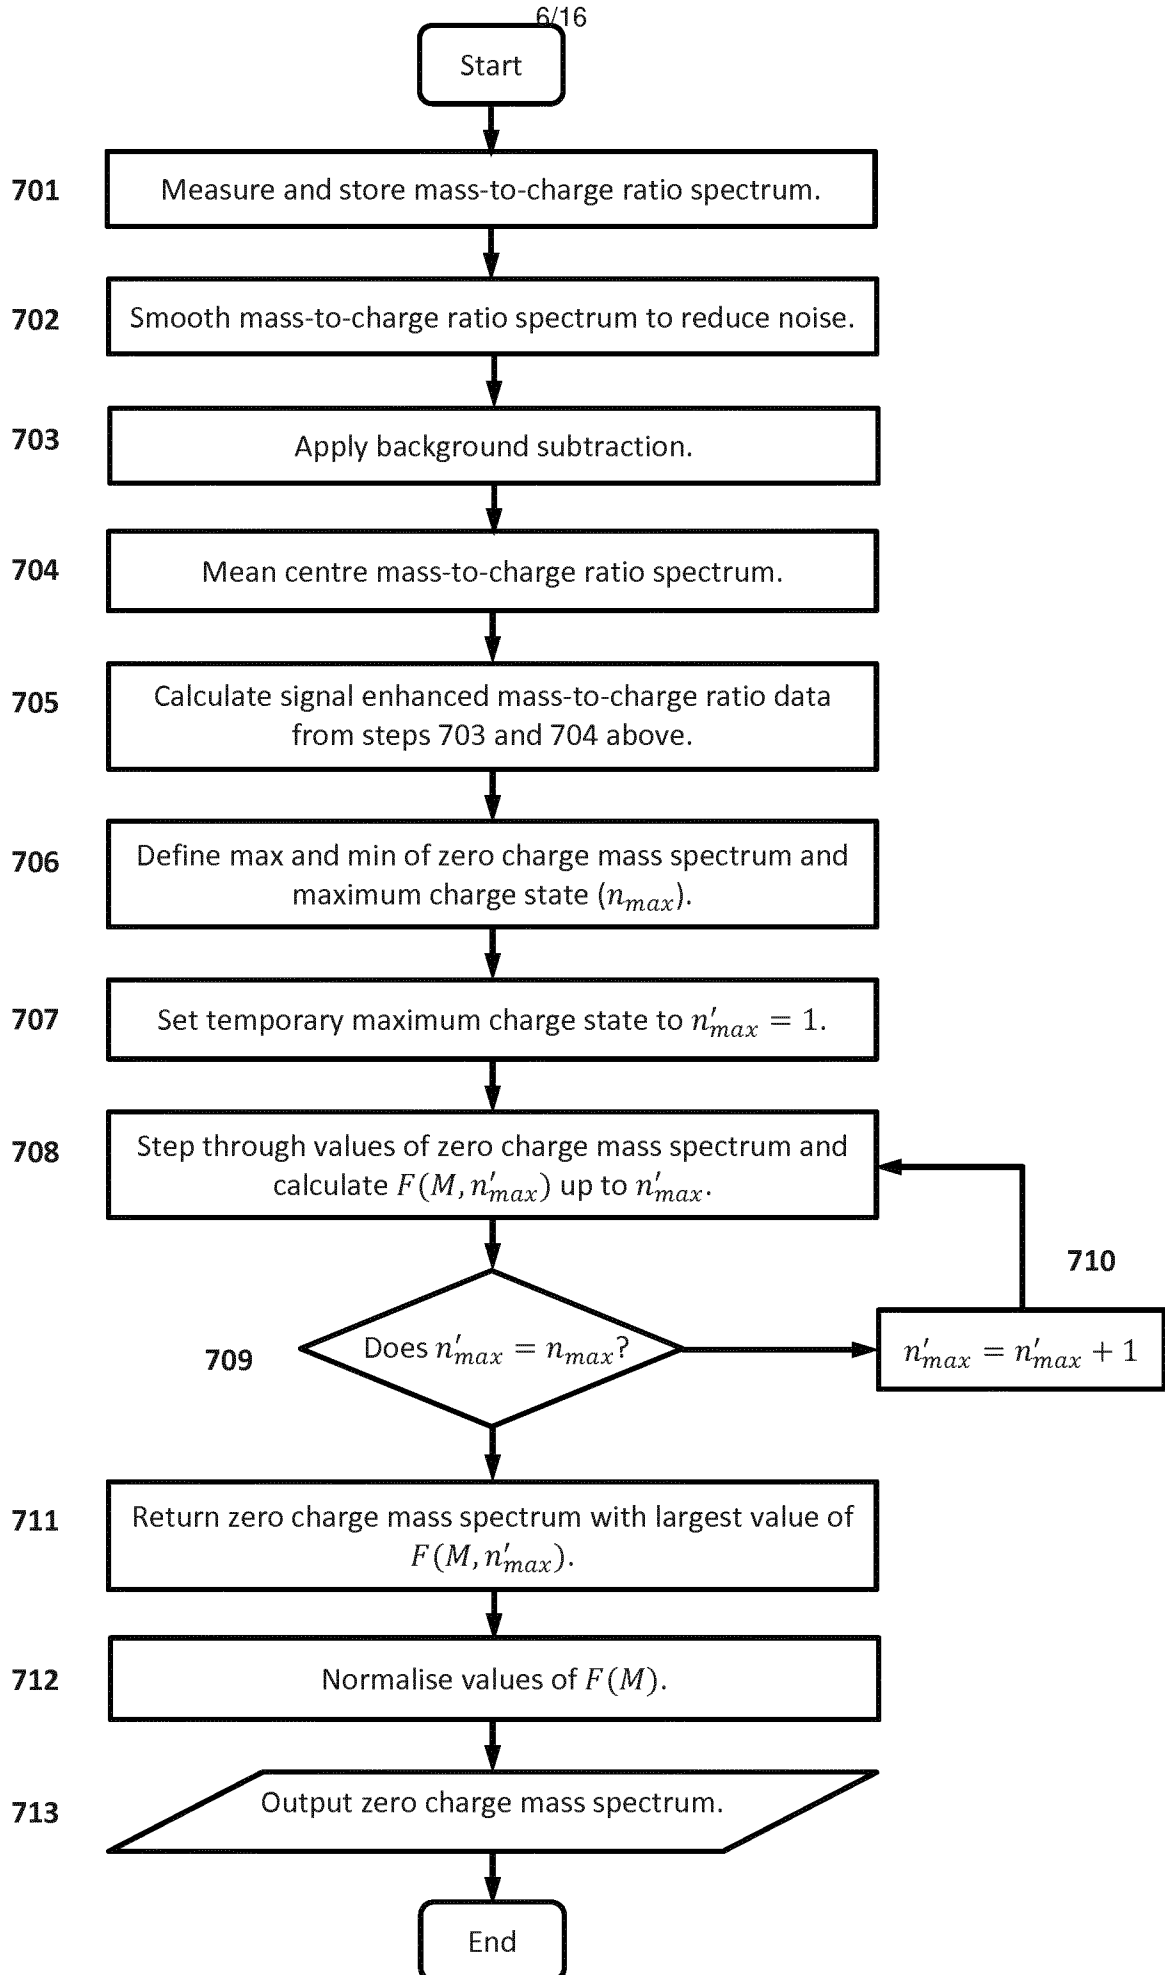 6/16
Start
701
Measure and store mass-to-charge ratio spectrum.
702
Smooth mass-to-charge ratio spectrum to reduce noise.
703
Apply background subtraction.
704
Mean centre mass-to-charge ratio spectrum.
705
Calculate signal enhanced mass-to-charge ratio data
from steps 703 and 704 above.
706
Define max and min of zero charge mass spectrum and
maximum charge state (n_max).
707
Set temporary maximum charge state to n′_max = 1.
708
Step through values of zero charge mass spectrum and
calculate F(M, n′_max) up to n′_max.
709
Does n′_max = n_max?
710
n′_max = n′_max + 1
711
Return zero charge mass spectrum with largest value of
F(M, n′_max).
712
Normalise values of F(M).
713
Output zero charge mass spectrum.
End